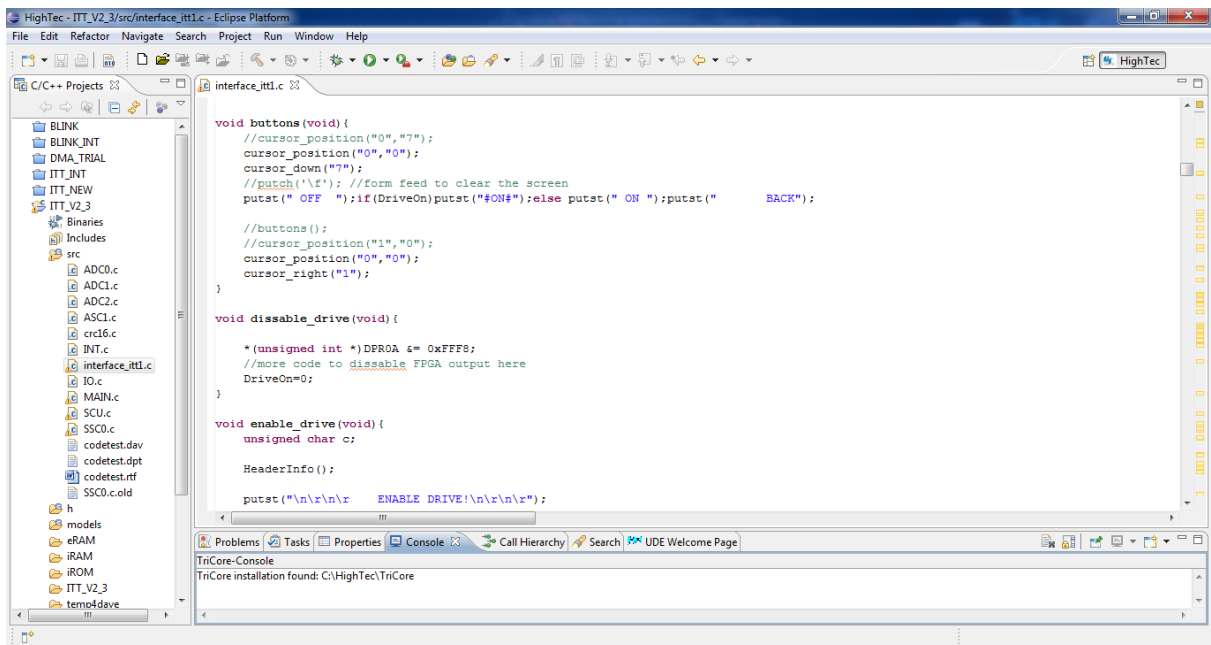 HighTec - ITT_V2_3/src/interface_itt1.c - Eclipse Platform
File Edit Refactor Navigate Search Project Run Window Help
HighTec
C/C++ Projects
interface_itt1.c
BLINK
BLINK_INT
DMA_TRIAL
ITT_INT
ITT_NEW
ITT_V2_3
Binaries
Includes
src
ADC0.c
ADC1.c
ADC2.c
ASC1.c
crc16.c
INT.c
interface_itt1.c
IO.c
MAIN.c
SCU.c
SSC0.c
codetest.dav
codetest.dpt
codetest.rtf
SSC0.c.old
h
models
eRAM
iRAM
iROM
ITT_V2_3
temp4dave
void buttons(void){
//cursor_position("0","7");
cursor_position("0","0");
cursor_down("7");
//putch('\f'); //form feed to clear the screen
putst(" OFF  ");if(DriveOn)putst("#ON#");else putst(" ON ");putst("       BACK");
//buttons();
//cursor_position("1","0");
cursor_position("0","0");
cursor_right("1");
}
void dissable_drive(void){
*(unsigned int *)DPR0A &= 0xFFF8;
//more code to dissable FPGA output here
DriveOn=0;
}
void enable_drive(void){
unsigned char c;
HeaderInfo();
putst("\n\r\n\r    ENABLE DRIVE!\n\r\n\r");
Problems Tasks Properties Console Call Hierarchy Search UDE Welcome Page
TriCore-Console
TriCore installation found: C:\HighTec\TriCore